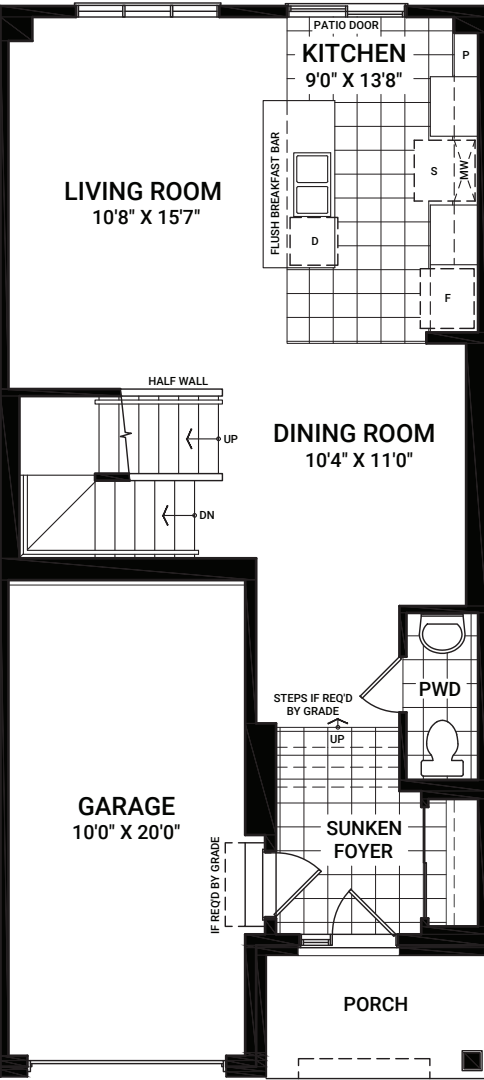 PATIO DOOR
KITCHEN
9'0" X 13'8"
P
FLUSH BREAKFAST BAR
S
MW
LIVING ROOM
10'8" X 15'7"
D
F
HALF WALL
UP
DINING ROOM
10'4" X 11'0"
DN
PWD
STEPS IF REQ'D
BY GRADE
UP
GARAGE
10'0" X 20'0"
SUNKEN
FOYER
IF REQ'D BY GRADE
PORCH